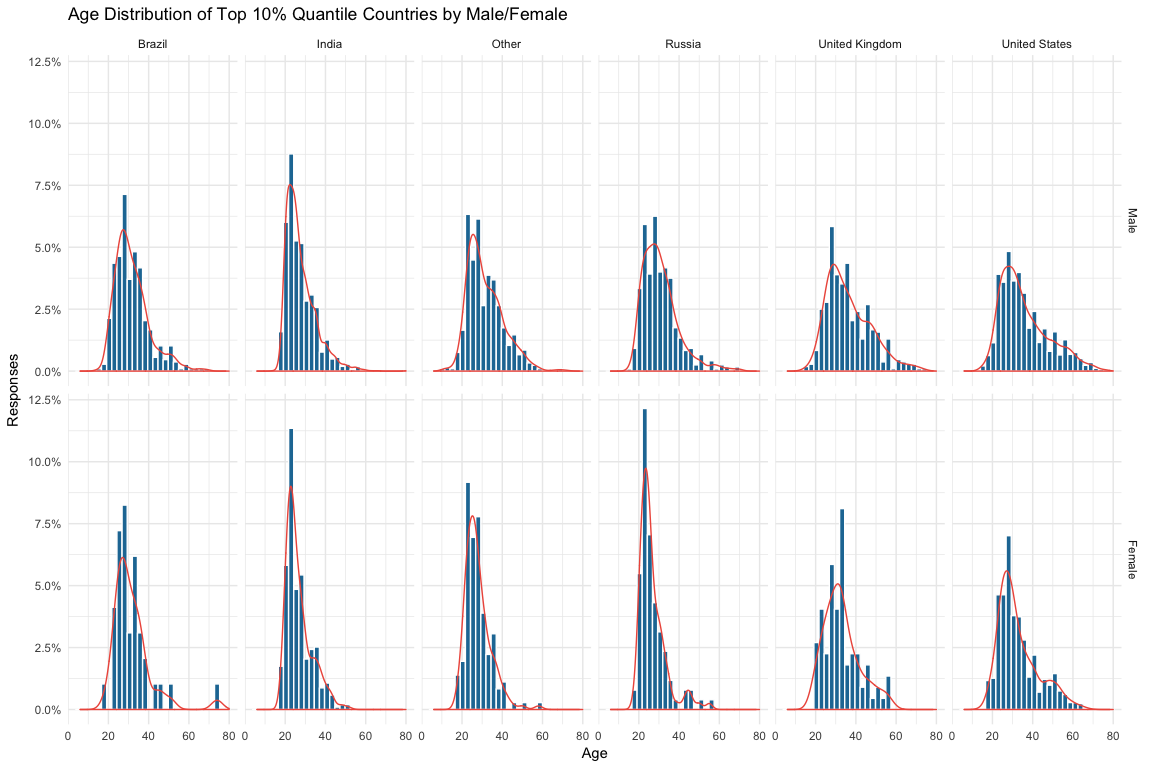 Age Distribution of Top 10% Quantile Countries by Male/Female
Brazil India Other Russia United Kingdom United States
12.5%
10.0%
7.5%
5.0%
2.5%
0.0%
Male
12.5%
10.0%
7.5%
5.0%
2.5%
0.0%
Female
Responses
0 20 40 60 80 0 20 40 60 80 0 20 40 60 80 0 20 40 60 80 0 20 40 60 80 0 20 40 60 80
Age